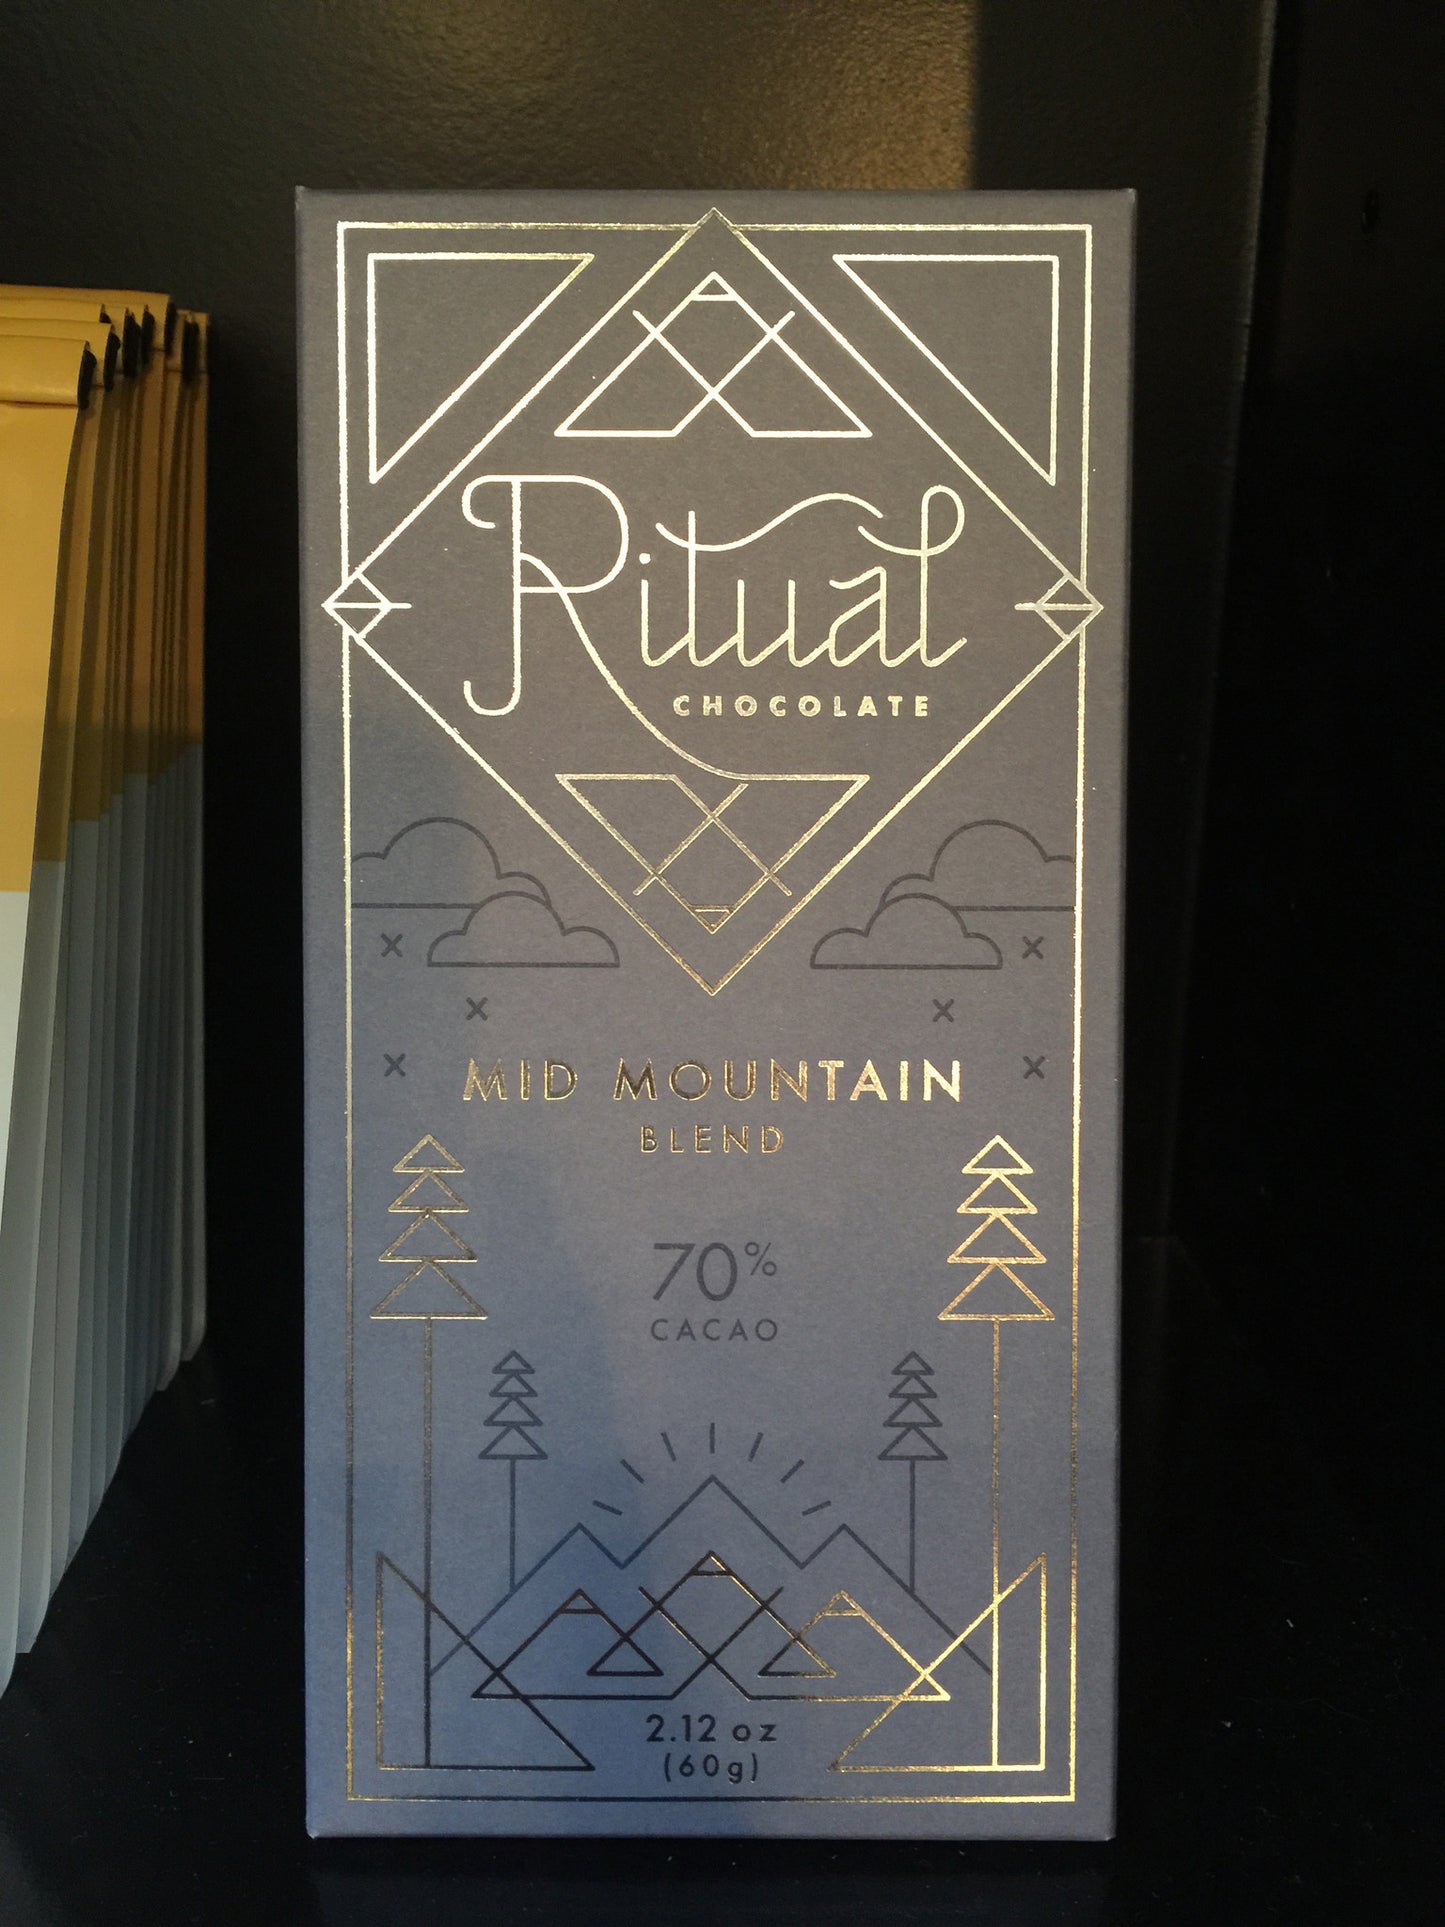 Ritual
CHOCOLATE
MID MOUNTAIN
BLEND
70%
CACAO
2.12 oz
(60g)